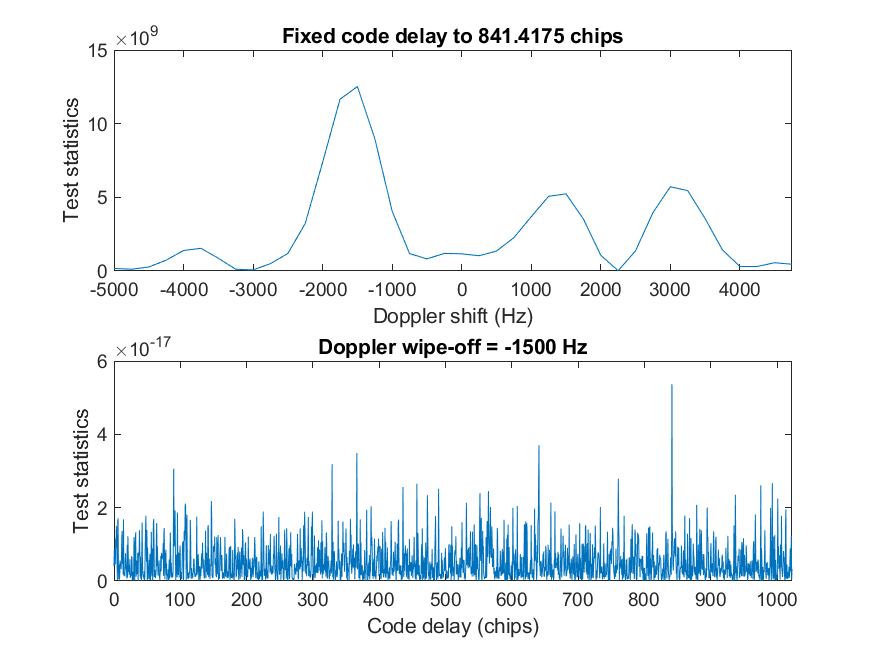 ×10^9
Fixed code delay to 841.4175 chips
15
10
5
0
Test statistics
-5000 -4000 -3000 -2000 -1000 0 1000 2000 3000 4000
Doppler shift (Hz)
×10^-17
Doppler wipe-off = -1500 Hz
6
4
2
0
Test statistics
0 100 200 300 400 500 600 700 800 900 1000
Code delay (chips)